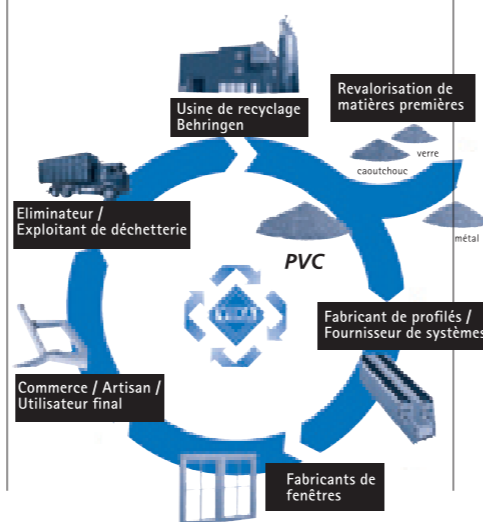 Usine de recyclage
Behringen
Revalorisation de
matières premières
verre
caoutchouc
métal
PVC
Eliminateur /
Exploitant de déchetterie
Fabricant de profilés /
Fournisseur de systèmes
Commerce / Artisan /
Utilisateur final
Fabricants de
fenêtres